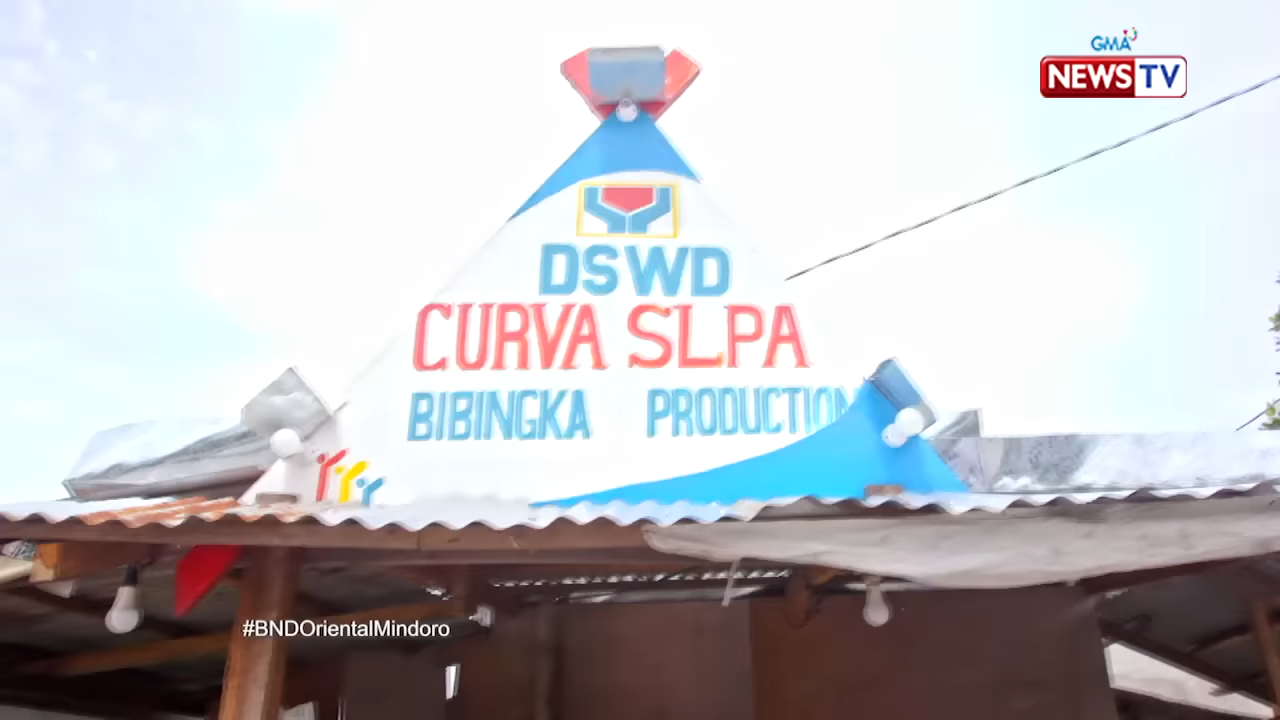 GMA
NEWS TV
DSWD
CURVA SLPA
BIBINGKA PRODUCTION
#BNDOrientalMindoro